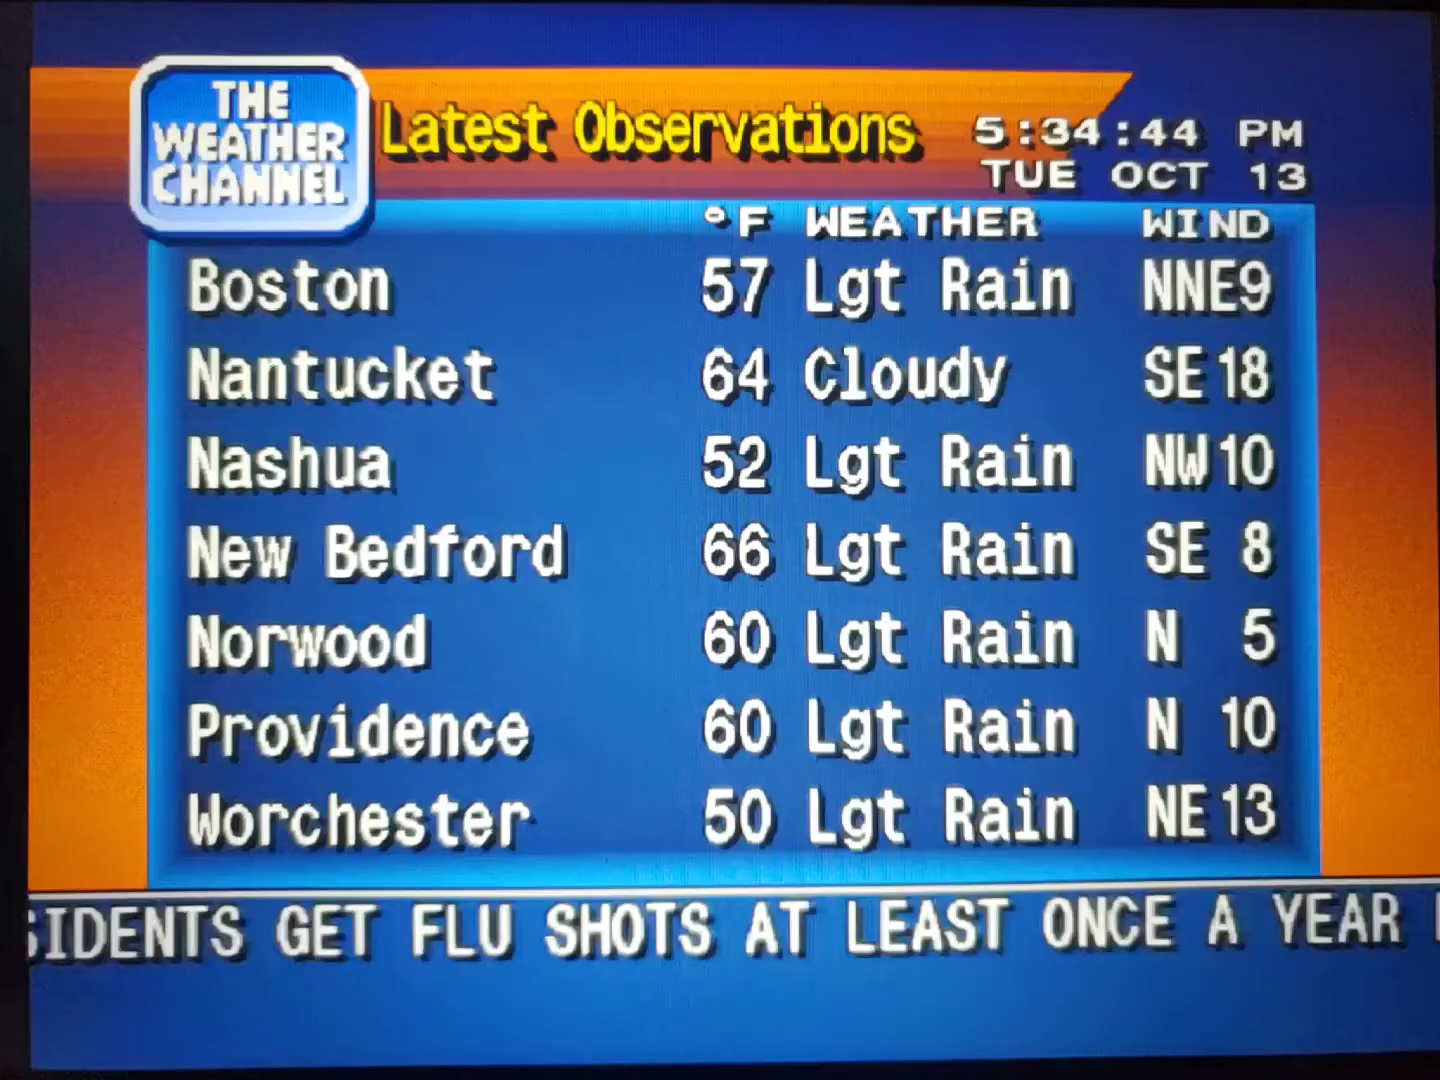 THE
WEATHER
CHANNEL
Latest Observations
5:34:44 PM
TUE OCT 13
°F WEATHER WIND
Boston 57 Lgt Rain NNE9
Nantucket 64 Cloudy SE 18
Nashua 52 Lgt Rain NW 10
New Bedford 66 Lgt Rain SE 8
Norwood 60 Lgt Rain N 5
Providence 60 Lgt Rain N 10
Worchester 50 Lgt Rain NE 13
SIDENTS GET FLU SHOTS AT LEAST ONCE A YEAR